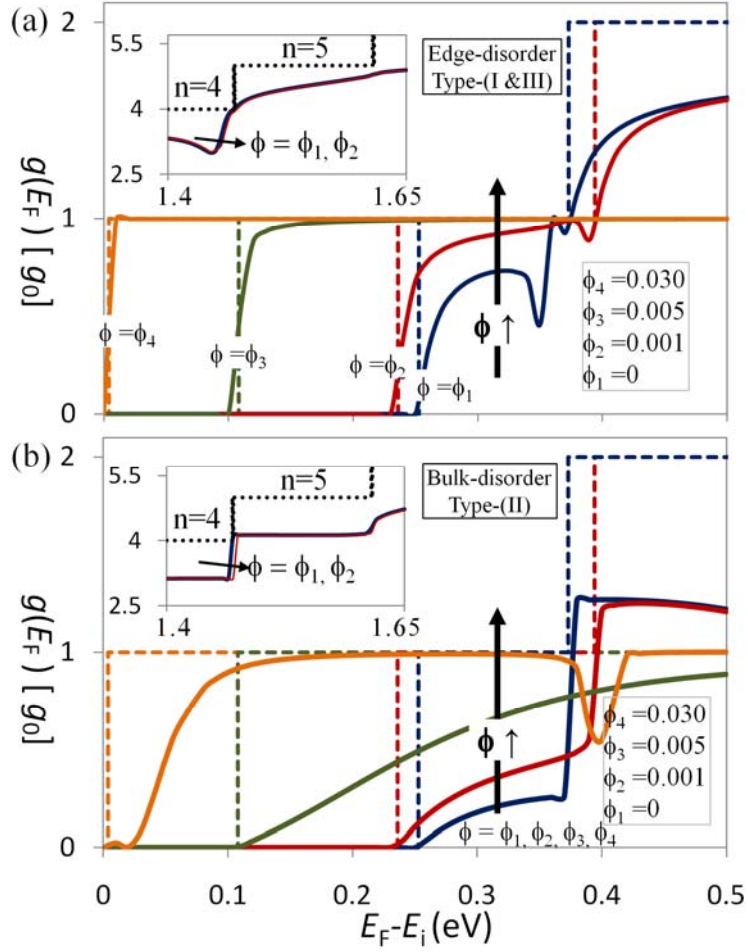 (a)
5.5
4
2.5
n=4
n=5
ϕ = ϕ₁, ϕ₂
1.4
1.65
Edge-disorder
Type-(I &III)
2
1
0
g(E_F) [ g₀]
ϕ=ϕ₄
ϕ=ϕ₃
ϕ=ϕ₂
ϕ=ϕ₁
ϕ ↑
ϕ₄ =0.030
ϕ₃ =0.005
ϕ₂ =0.001
ϕ₁ =0
(b)
5.5
4
2.5
n=4
n=5
ϕ = ϕ₁, ϕ₂
1.4
1.65
Bulk-disorder
Type-(II)
2
1
0
g(E_F) [ g₀]
ϕ ↑
ϕ₄ =0.030
ϕ₃ =0.005
ϕ₂ =0.001
ϕ₁ =0
ϕ = ϕ₁, ϕ₂, ϕ₃, ϕ₄
0 0.1 0.2 0.3 0.4 0.5
E_F-E_i (eV)